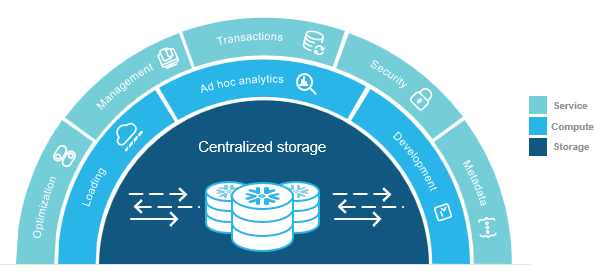 Transactions
Management
Security
Ad hoc analytics
Optimization
Loading
Centralized storage
Development
Metadata
Service
Compute
Storage